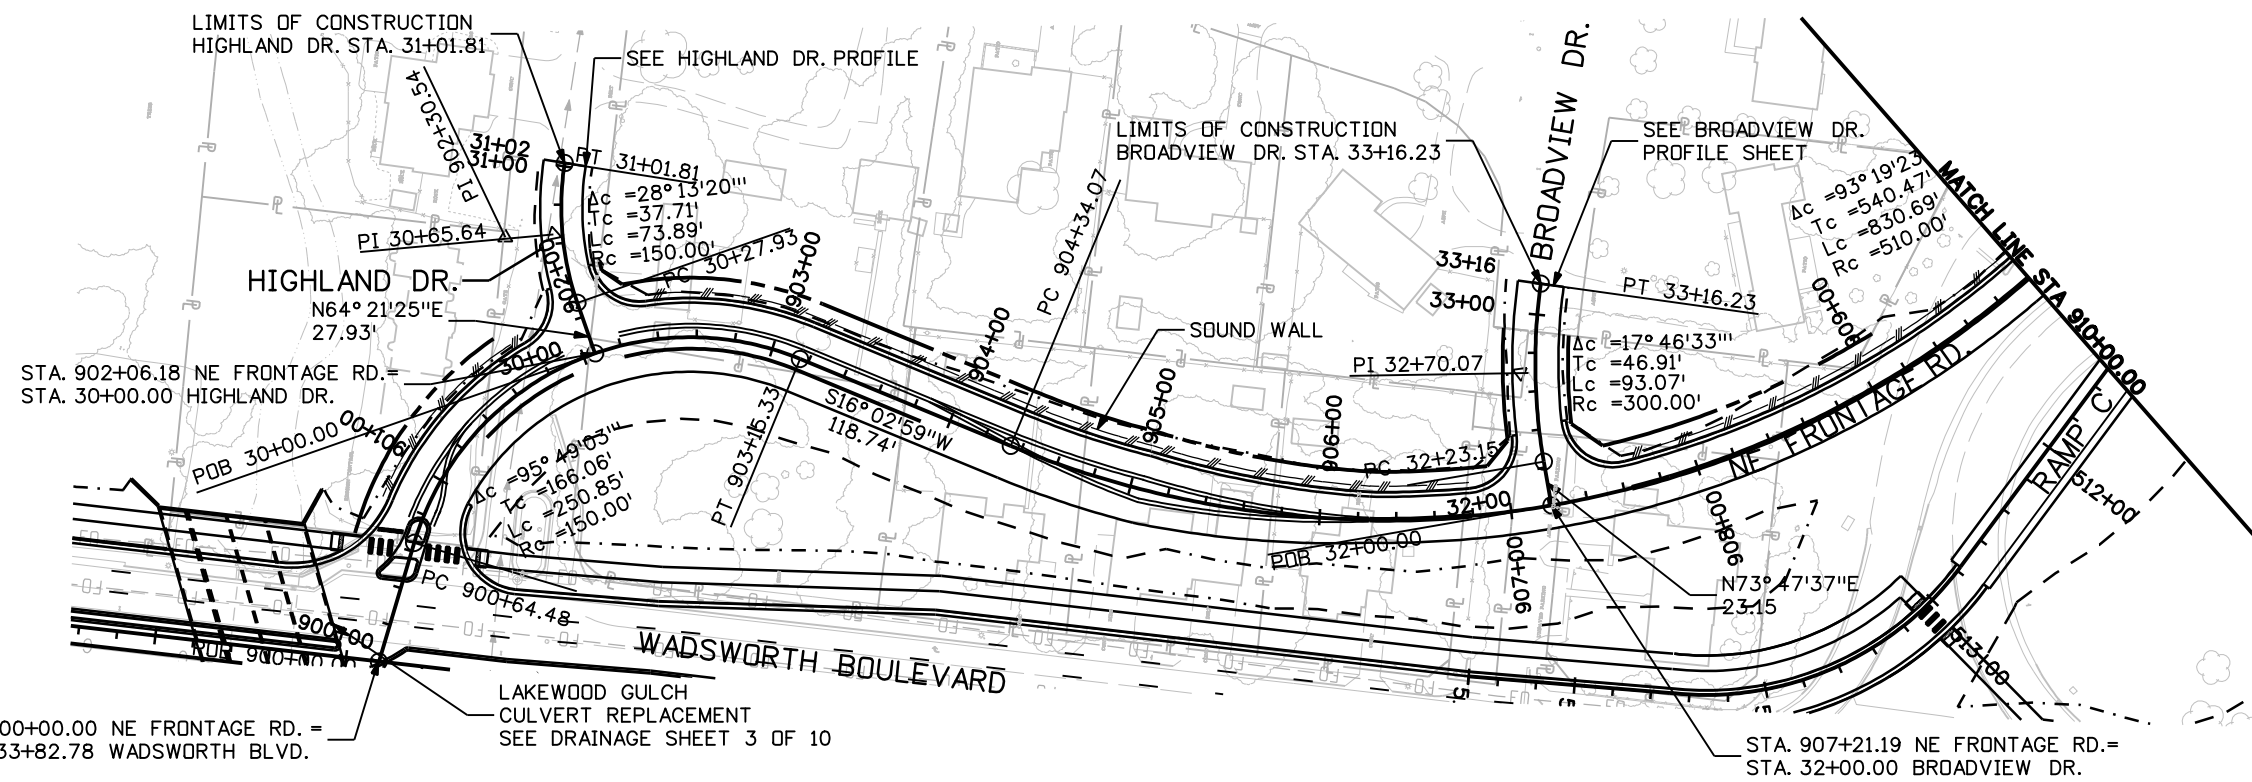 LIMITS OF CONSTRUCTION
HIGHLAND DR. STA. 31+01.81
SEE HIGHLAND DR. PROFILE
PI 902+30.54
31+02
31+00
PT 31+01.81
Δc =28°13'20"'
Tc =37.71'
Lc =73.89'
Rc =150.00'
PI 30+65.64
PC 30+27.93
902+00
903+00
HIGHLAND DR.
N64°21'25"E
27.93'
30+00
STA. 902+06.18 NE FRONTAGE RD.=
STA. 30+00.00 HIGHLAND DR.
POB 30+00.00
901+00
Δc =95°49'03"'
Tc =166.06'
Lc =250.85'
Rc =150.00'
PT 903+15.33
S16°02'59"W
118.74'
904+00
PC 904+34.07
905+00
SOUND WALL
906+00
LIMITS OF CONSTRUCTION
BROADVIEW DR. STA. 33+16.23
BROADVIEW DR.
SEE BROADVIEW DR.
PROFILE SHEET
33+16
33+00
PT 33+16.23
PI 32+70.07
Δc =17°46'33"'
Tc =46.91'
Lc =93.07'
Rc =300.00'
PC 32+23.15
32+00
POB 32+00.00
907+00
908+00
909+00
Δc =93°19'23
Tc =540.47'
Lc =830.69'
Rc =510.00'
MATCH LINE STA 910+00.00
NE FRONTAGE RD.
RAMP C
512+00
513+00
N73°47'37"E
23.15
STA. 907+21.19 NE FRONTAGE RD.=
STA. 32+00.00 BROADVIEW DR.
PC 900+64.48
900+00
POB 900+00.00
WADSWORTH BOULEVARD
LAKEWOOD GULCH
CULVERT REPLACEMENT
SEE DRAINAGE SHEET 3 OF 10
00+00.00 NE FRONTAGE RD. =
33+82.78 WADSWORTH BLVD.